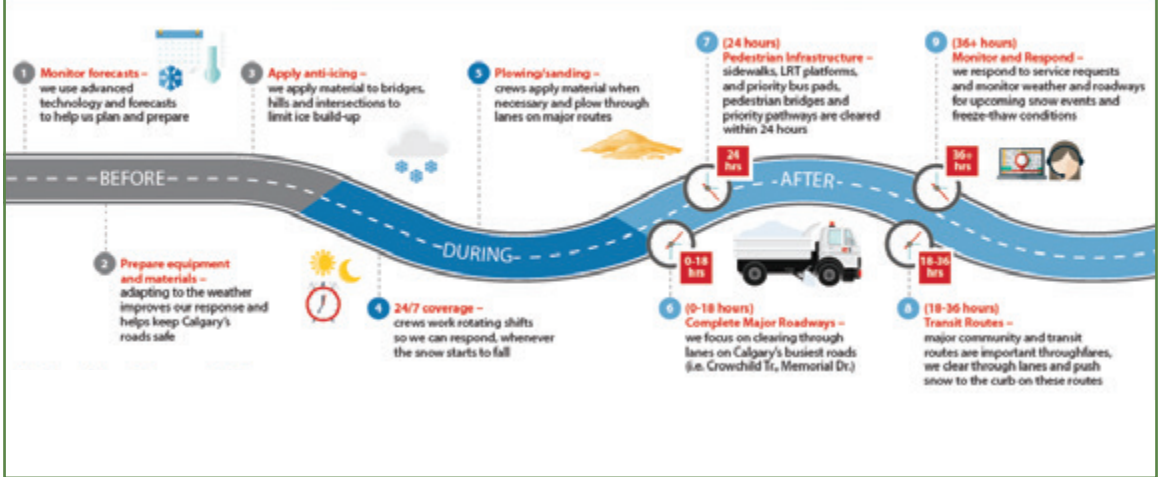 1 Monitor forecasts –
we use advanced
technology and forecasts
to help us plan and prepare
2 Prepare equipment
and materials –
adapting to the weather
improves our response and
helps keep Calgary's
roads safe
3 Apply anti-icing –
we apply material to bridges,
hills and intersections to
limit ice build-up
4 24/7 coverage –
crews work rotating shifts
so we can respond, whenever
the snow starts to fall
5 Plowing/sanding –
crews apply material when
necessary and plow through
lanes on major routes
6 (0-18 hours)
Complete Major Roadways –
we focus on clearing through
lanes on Calgary's busiest roads
(i.e. Crowchild Tr., Memorial Dr.)
7 (24 hours)
Pedestrian Infrastructure –
sidewalks, LRT platforms,
and priority bus pads,
pedestrian bridges and
priority pathways are cleared
within 24 hours
8 (18-36 hours)
Transit Routes –
major community and transit
routes are important throughfares,
we clear through lanes and push
snow to the curb on these routes
9 (36+ hours)
Monitor and Respond –
we respond to service requests
and monitor weather and roadways
for upcoming snow events and
freeze-thaw conditions
BEFORE
DURING
AFTER
0-18
hrs
24
hrs
18-36
hrs
36+
hrs